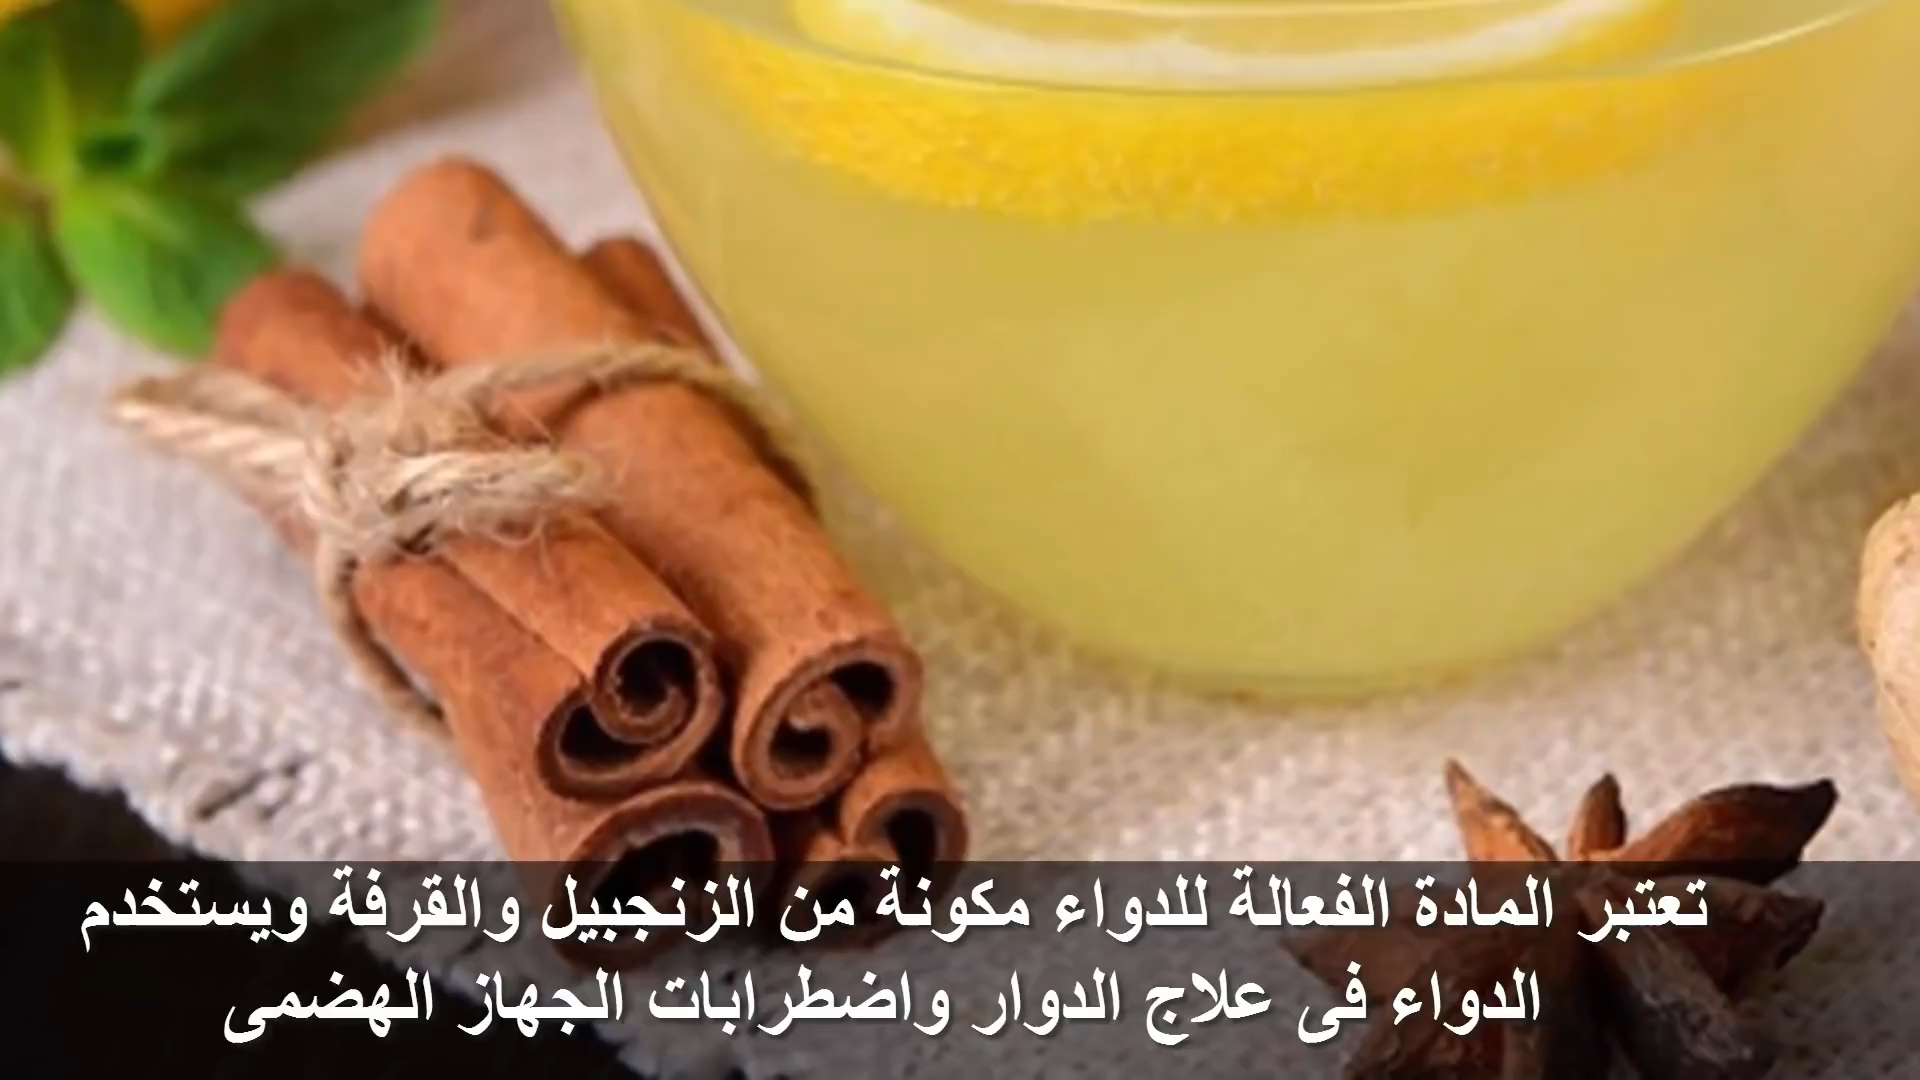 تعتبر المادة الفعالة للدواء مكونة من الزنجبيل والقرفة ويستخدم
الدواء فى علاج الدوار واضطرابات الجهاز الهضمى